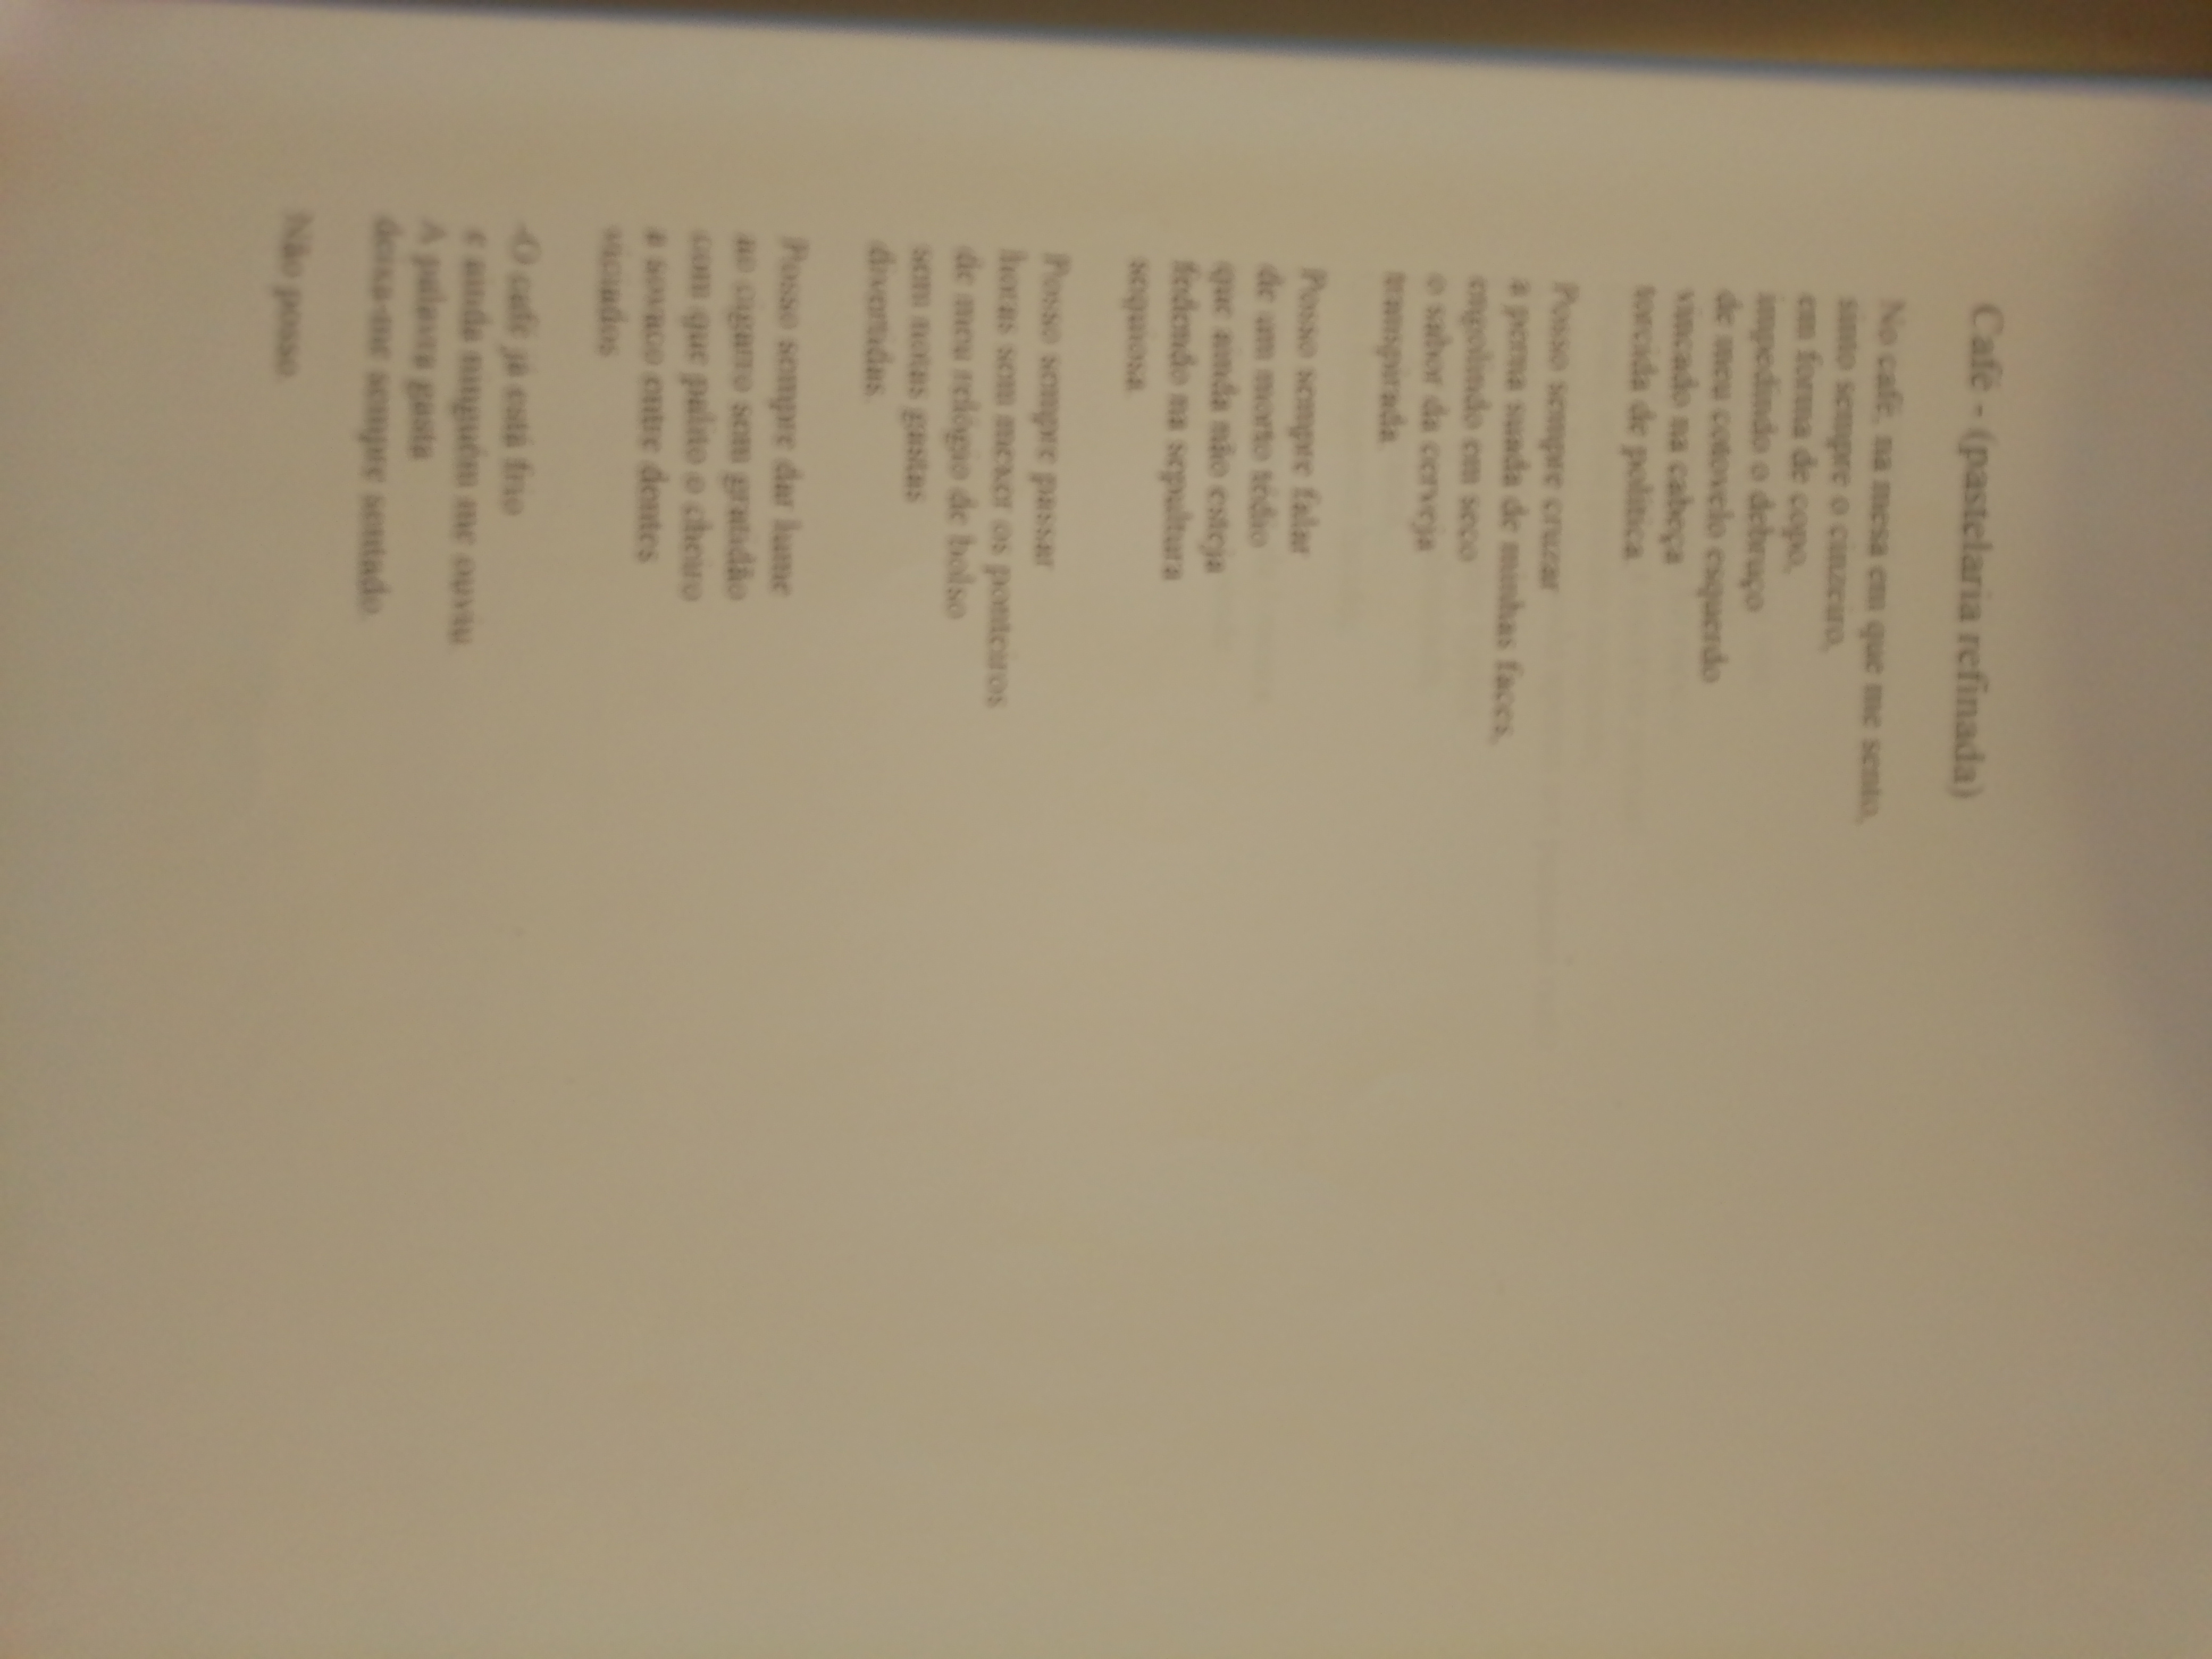 Café - (pastelaria refinada)
No café, na mesa em que me sento,
sinto sempre o cinzeiro,
em forma de copo,
impedindo o debruço
de meu cotovelo esquerdo
vincado na cabeça
torcida de política.
Posso sempre cruzar
a perna suada de minhas faces,
engolindo em seco
o sabor da cerveja
transpirada.
Posso sempre falar
de um morto tédio
que ainda não esteja
fedendo na sepultura
sequiosa.
Posso sempre passar
horas sem mexer os ponteiros
de meu relógio de bolso
sem notas gastas
divertidas.
Posso sempre dar lume
ao cigarro sem gratidão
com que palito o cheiro
a sovaco entre dentes
viciados
-O café já está frio
e ainda ninguém me ouviu.
A palavra gasta
deixa-me sempre sentado.
Não posso.